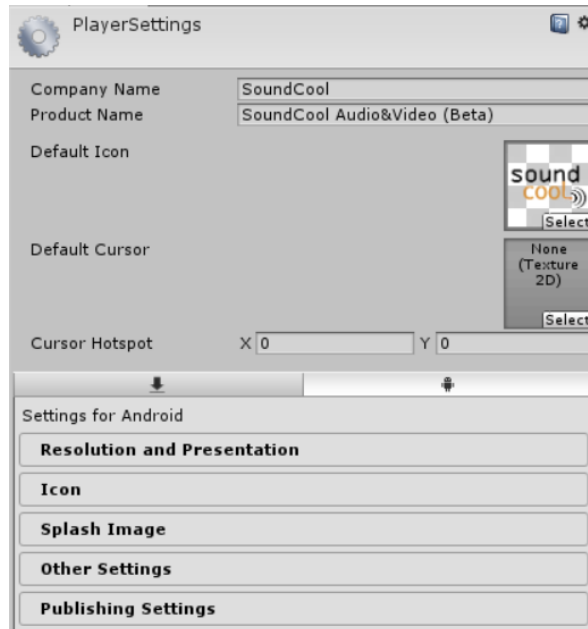 PlayerSettings
Company Name SoundCool
Product Name SoundCool Audio&Video (Beta)
Default Icon
sound
cool
Select
Default Cursor
None
(Texture
2D)
Select
Cursor Hotspot X 0 Y 0
Settings for Android
Resolution and Presentation
Icon
Splash Image
Other Settings
Publishing Settings